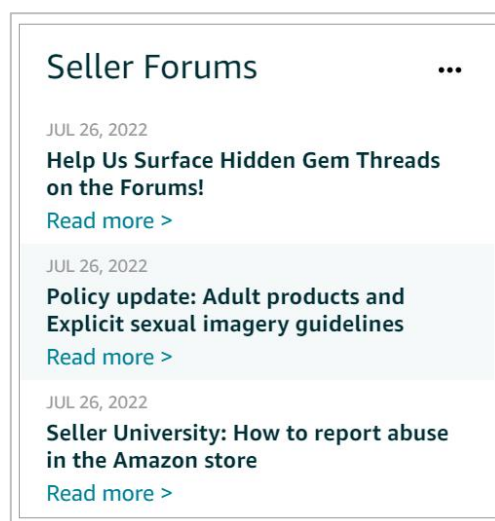 Seller Forums
JUL 26, 2022
Help Us Surface Hidden Gem Threads
on the Forums!
Read more >
JUL 26, 2022
Policy update: Adult products and
Explicit sexual imagery guidelines
Read more >
JUL 26, 2022
Seller University: How to report abuse
in the Amazon store
Read more >